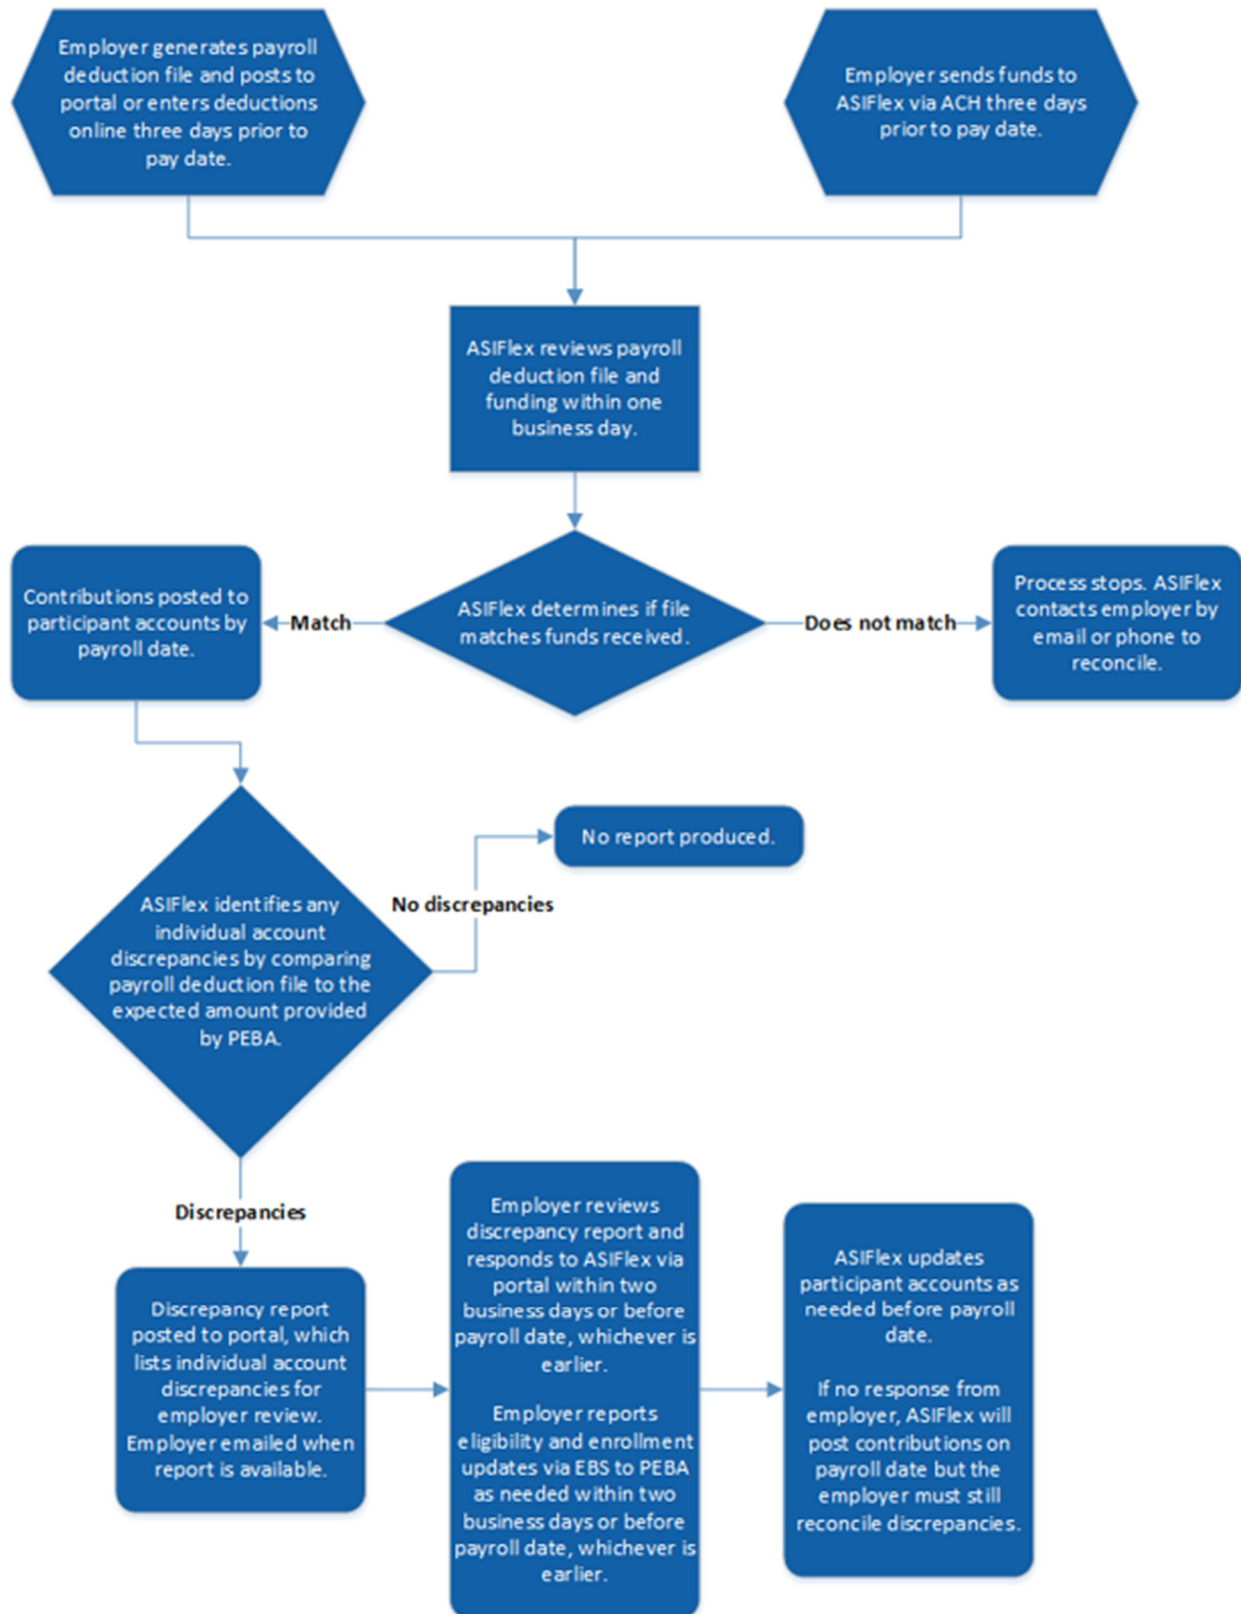 Employer generates payroll
deduction file and posts to
portal or enters deductions
online three days prior to
pay date.
Employer sends funds to
ASIFlex via ACH three days
prior to pay date.
ASIFlex reviews payroll
deduction file and
funding within one
business day.
ASIFlex determines if file
matches funds received.
Match
Does not match
Contributions posted to
participant accounts by
payroll date.
Process stops. ASIFlex
contacts employer by
email or phone to
reconcile.
ASIFlex identifies any
individual account
discrepancies by comparing
payroll deduction file to the
expected amount provided
by PEBA.
No discrepancies
No report produced.
Discrepancies
Discrepancy report
posted to portal, which
lists individual account
discrepancies for
employer review.
Employer emailed when
report is available.
Employer reviews
discrepancy report and
responds to ASIFlex via
portal within two
business days or before
payroll date, whichever is
earlier.
Employer reports
eligibility and enrollment
updates via EBS to PEBA
as needed within two
business days or before
payroll date, whichever is
earlier.
ASIFlex updates
participant accounts as
needed before payroll
date.
If no response from
employer, ASIFlex will
post contributions on
payroll date but the
employer must still
reconcile discrepancies.